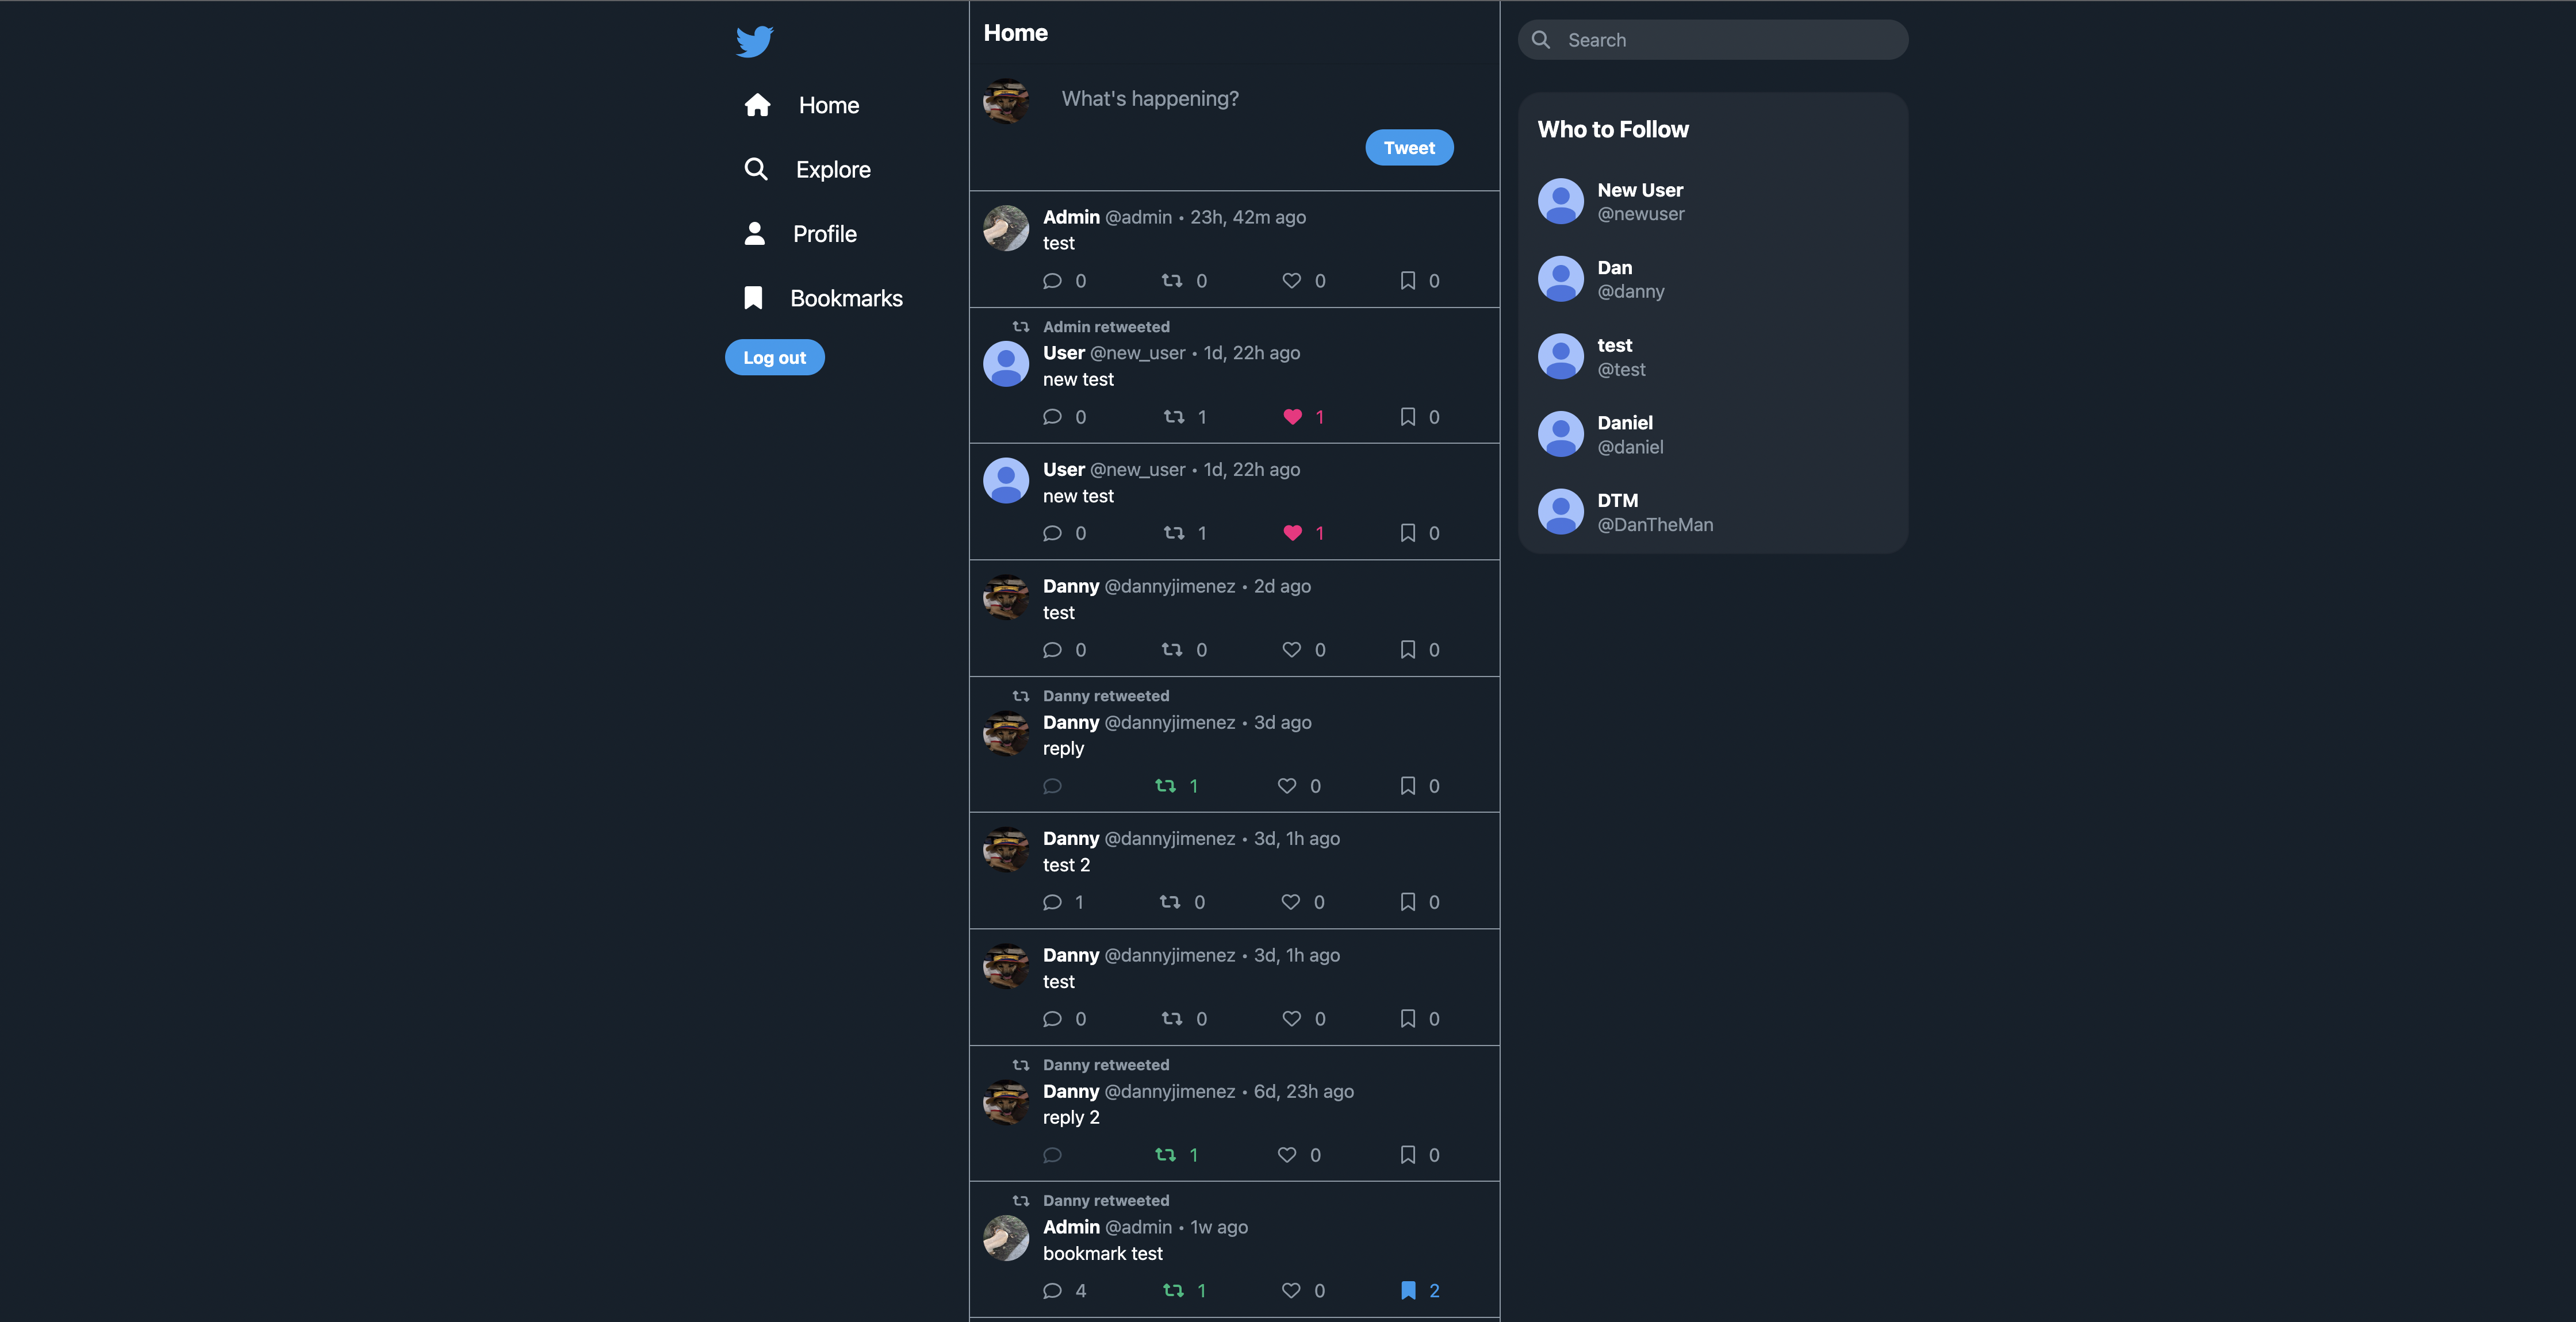 Home
Explore
Profile
Bookmarks
Log out
Home
What's happening?
Tweet
Admin @admin • 23h, 42m ago
test
0 0 0 0
Admin retweeted
User @new_user • 1d, 22h ago
new test
0 1 1 0
User @new_user • 1d, 22h ago
new test
0 1 1 0
Danny @dannyjimenez • 2d ago
test
0 0 0 0
Danny retweeted
Danny @dannyjimenez • 3d ago
reply
1 0 0
Danny @dannyjimenez • 3d, 1h ago
test 2
1 0 0 0
Danny @dannyjimenez • 3d, 1h ago
test
0 0 0 0
Danny retweeted
Danny @dannyjimenez • 6d, 23h ago
reply 2
1 0 0
Danny retweeted
Admin @admin • 1w ago
bookmark test
4 1 0 2
Search
Who to Follow
New User
@newuser
Dan
@danny
test
@test
Daniel
@daniel
DTM
@DanTheMan